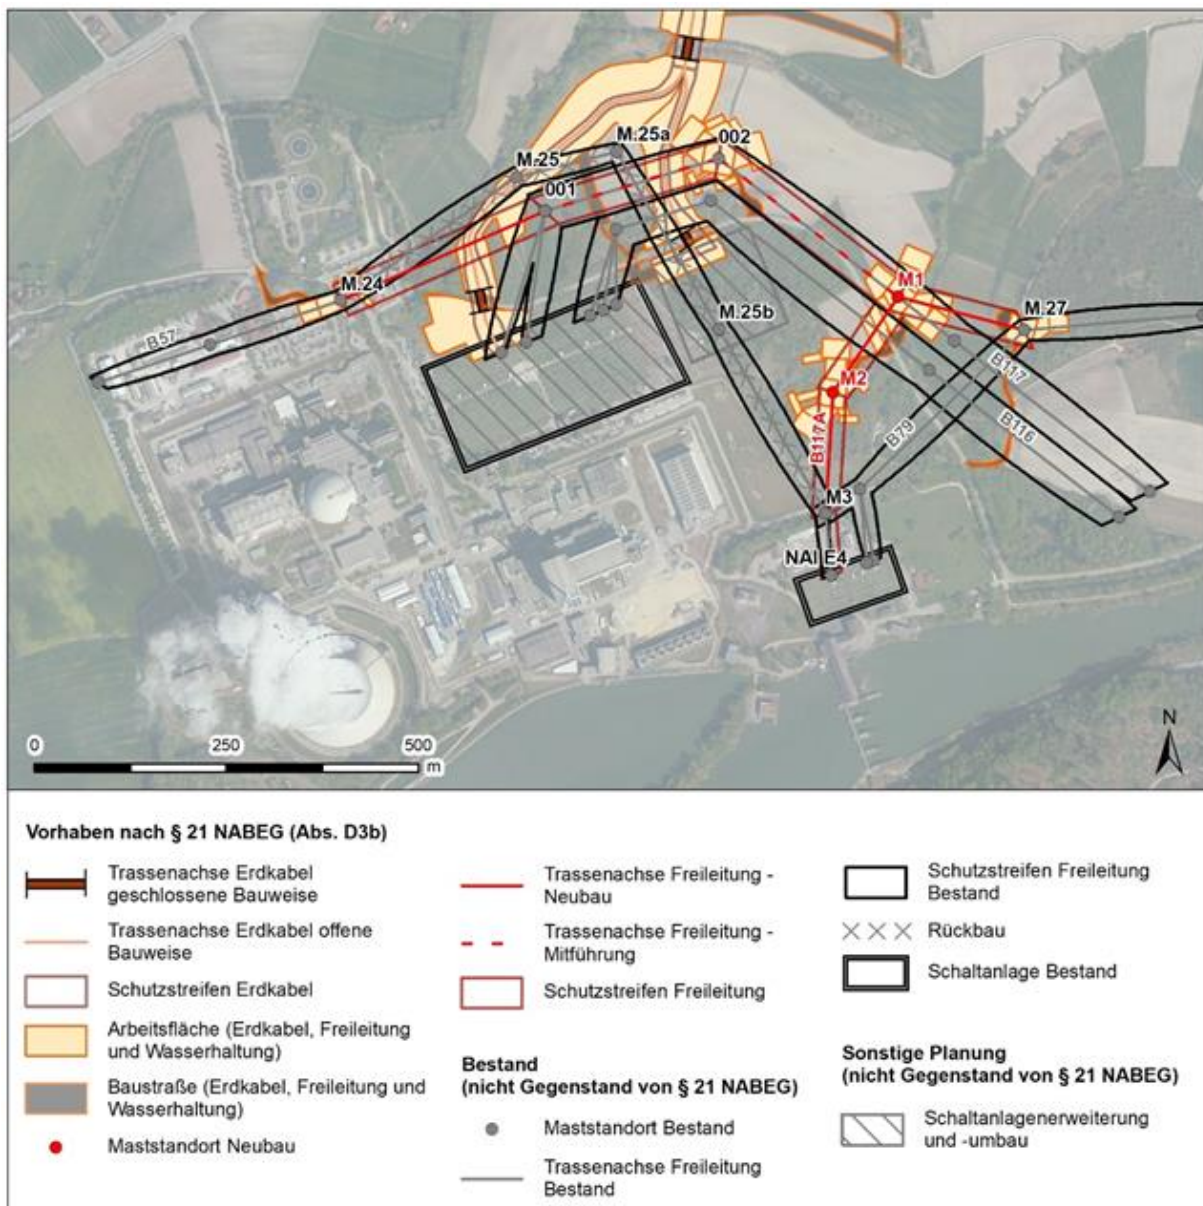 M.25a
002
M.25
001
M.24
M1
M.27
B57
M.25b
M2
B117
B79
B116
B117A
M3
NAI E4
N
0 250 500
m
Vorhaben nach § 21 NABEG (Abs. D3b)
Trassenachse Erdkabel
geschlossene Bauweise
Trassenachse Erdkabel offene
Bauweise
Schutzstreifen Erdkabel
Arbeitsfläche (Erdkabel, Freileitung
und Wasserhaltung)
Baustraße (Erdkabel, Freileitung und
Wasserhaltung)
Maststandort Neubau
Trassenachse Freileitung -
Neubau
Trassenachse Freileitung -
Mitführung
Schutzstreifen Freileitung
Bestand
(nicht Gegenstand von § 21 NABEG)
Maststandort Bestand
Trassenachse Freileitung
Bestand
Schutzstreifen Freileitung
Bestand
Rückbau
Schaltanlage Bestand
Sonstige Planung
(nicht Gegenstand von § 21 NABEG)
Schaltanlagenerweiterung
und -umbau